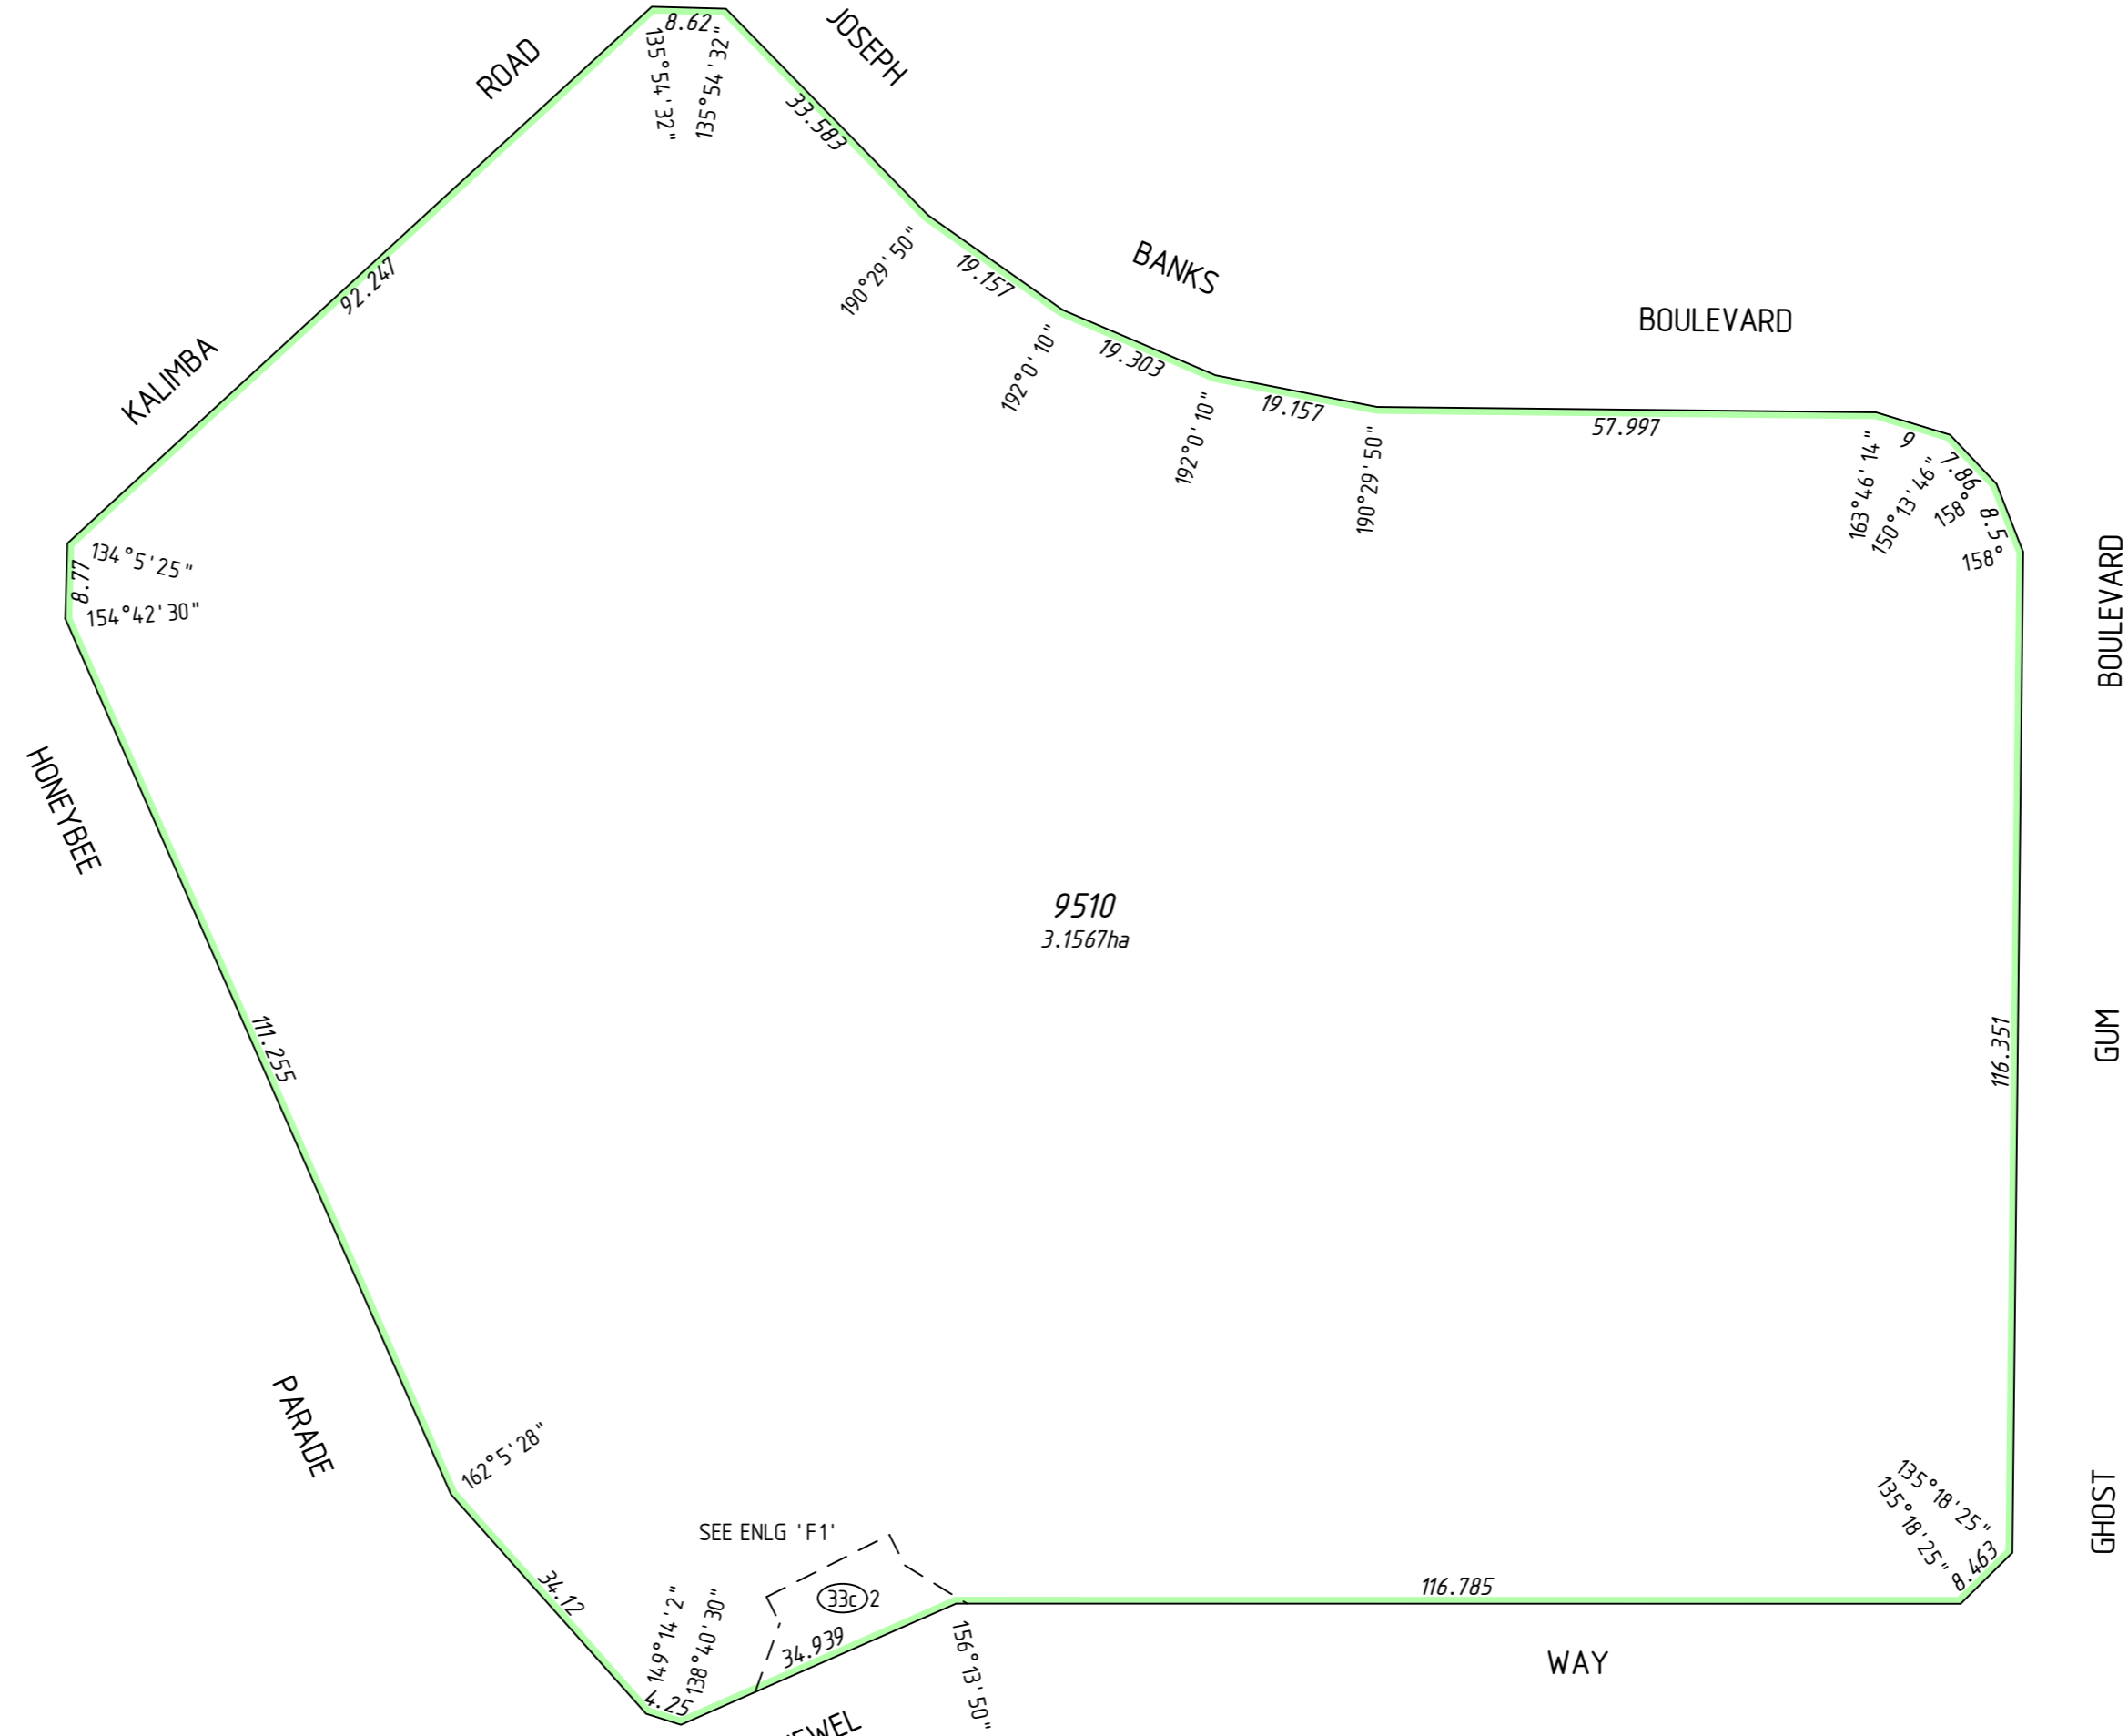 8.62
135°54'32"
135°54'32"
JOSEPH
ROAD
33.583
190°29'50"
19.157
BANKS
92.247
192°0'10"
19.303
BOULEVARD
192°0'10"
19.157
KALIMBA
190°29'50"
57.997
163°46'14"
9
150°13'46"
7.86
158°
8.5
158°
134°5'25"
8.77
154°42'30"
BOULEVARD
HONEYBEE
9510
3.1567ha
111.255
116.351
GUM
PARADE
162°5'28"
135°18'25"
135°18'25"
8.463
GHOST
SEE ENLG 'F1'
34.12
33c 2
149°14'2"
138°40'30"
34.939
4.25
116.785
156°13'50"
WAY